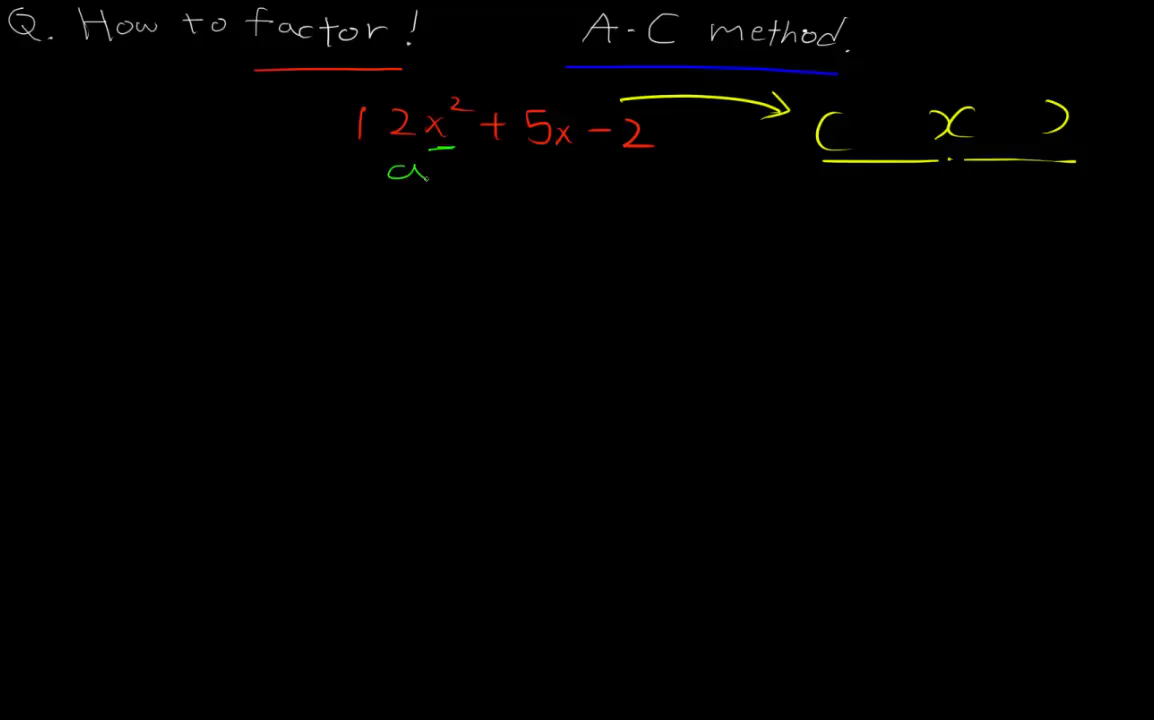 Q. How to factor! A-C method.
12x² + 5x - 2 ( )( )
a